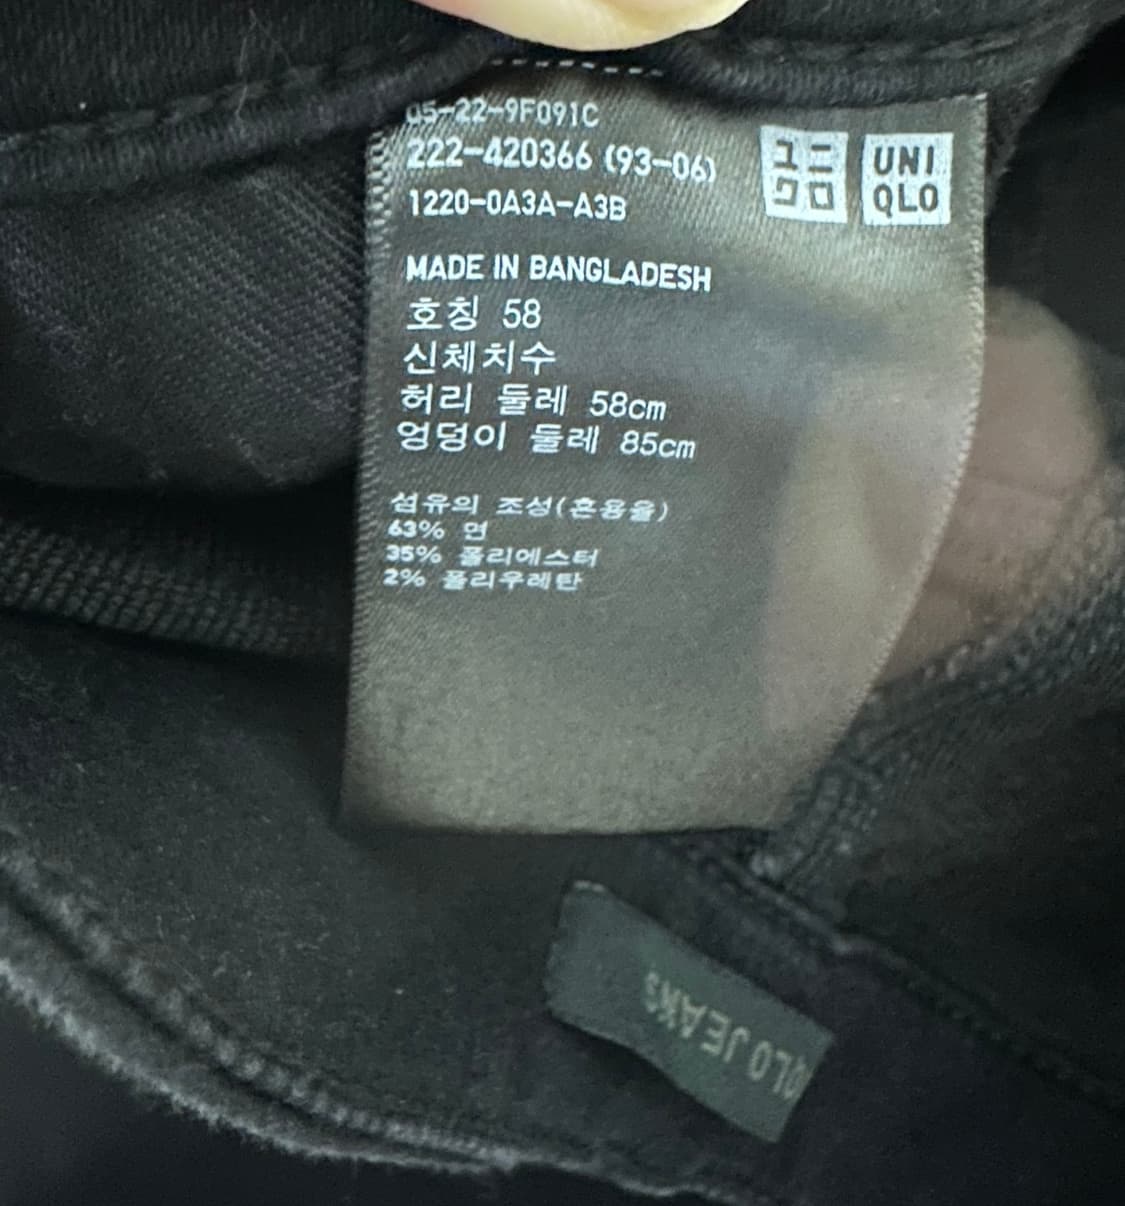 05-22-9F091C
222-420366 (93-06)
1220-0A3A-A3B
ユニ
クロ
UNI
QLO
MADE IN BANGLADESH
호칭 58
신체치수
허리 둘레 58cm
엉덩이 둘레 85cm
섬유의 조성(혼용율)
63% 면
35% 폴리에스터
2% 폴리우레탄
QLO JEANS